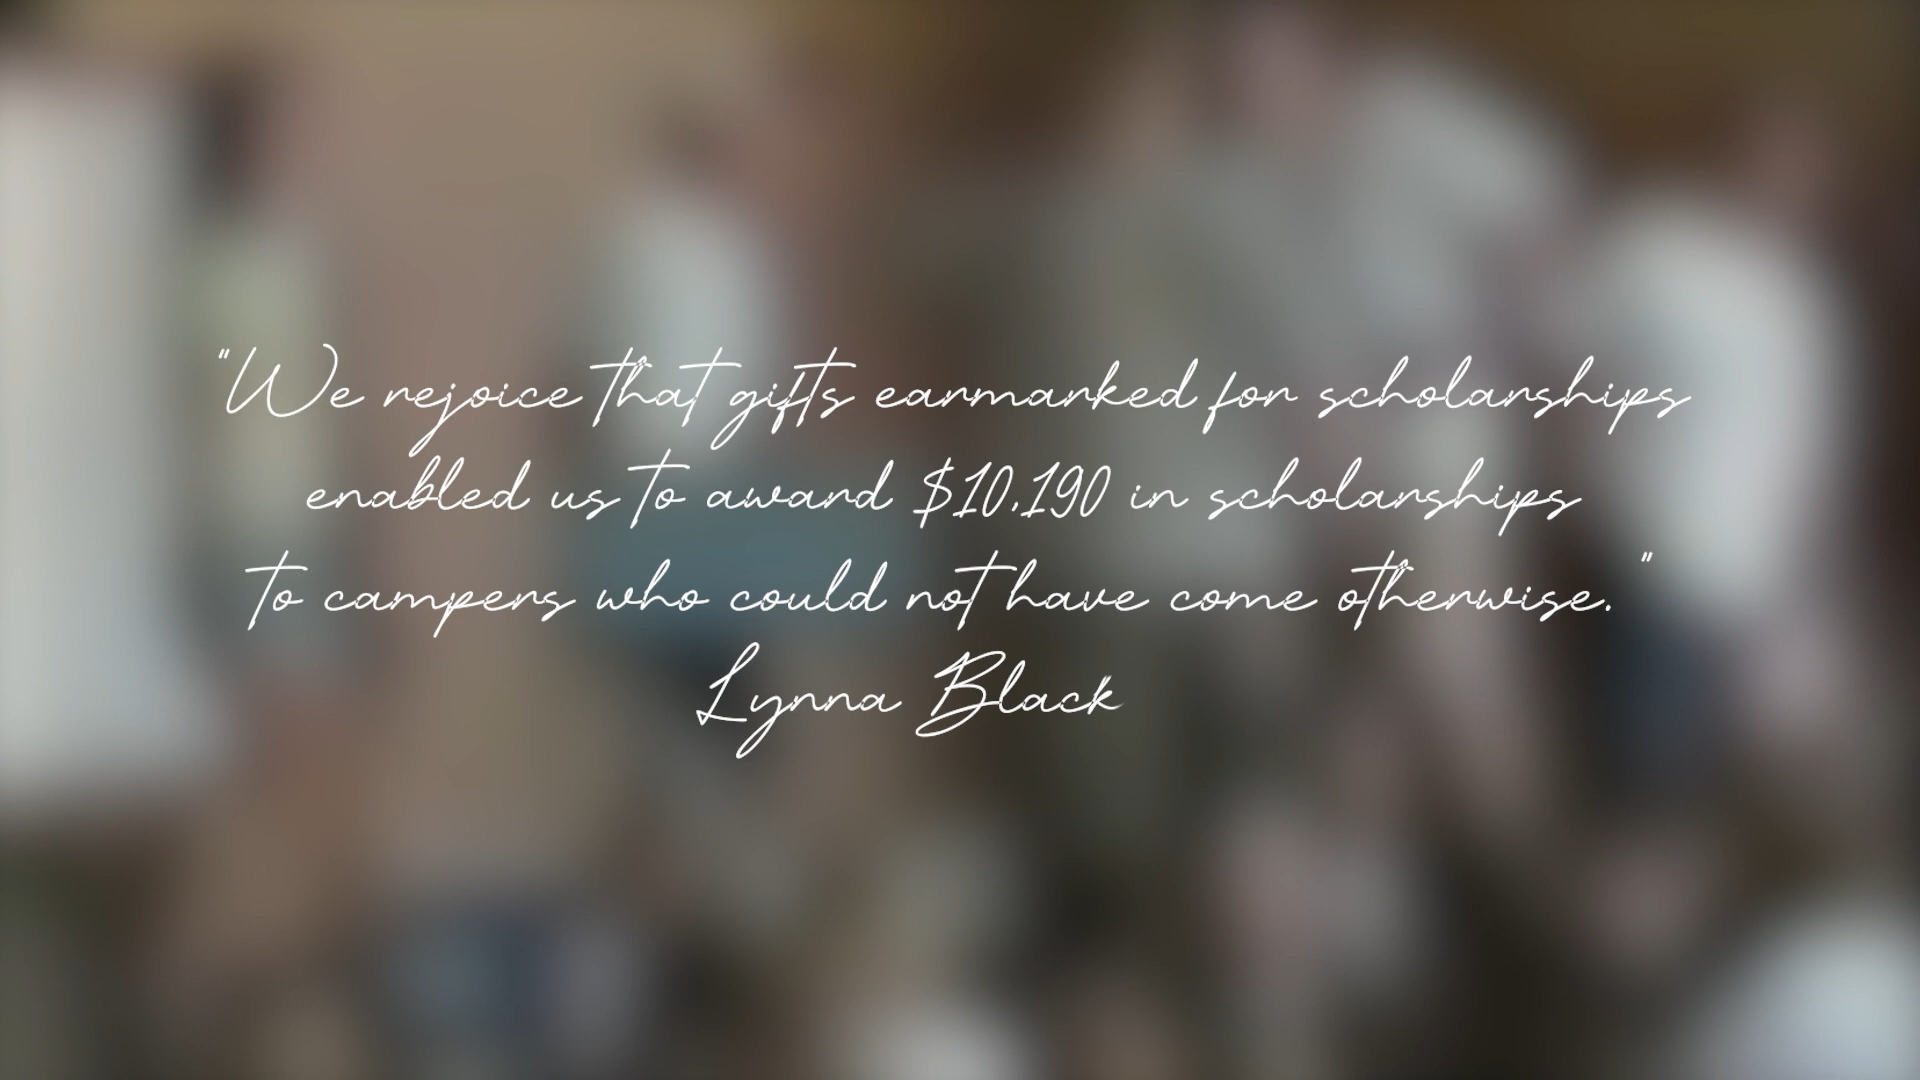 "We rejoice that gifts earmarked for scholarships
enabled us to award $10,190 in scholarships
to campers who could not have come otherwise. "
Lynna Black